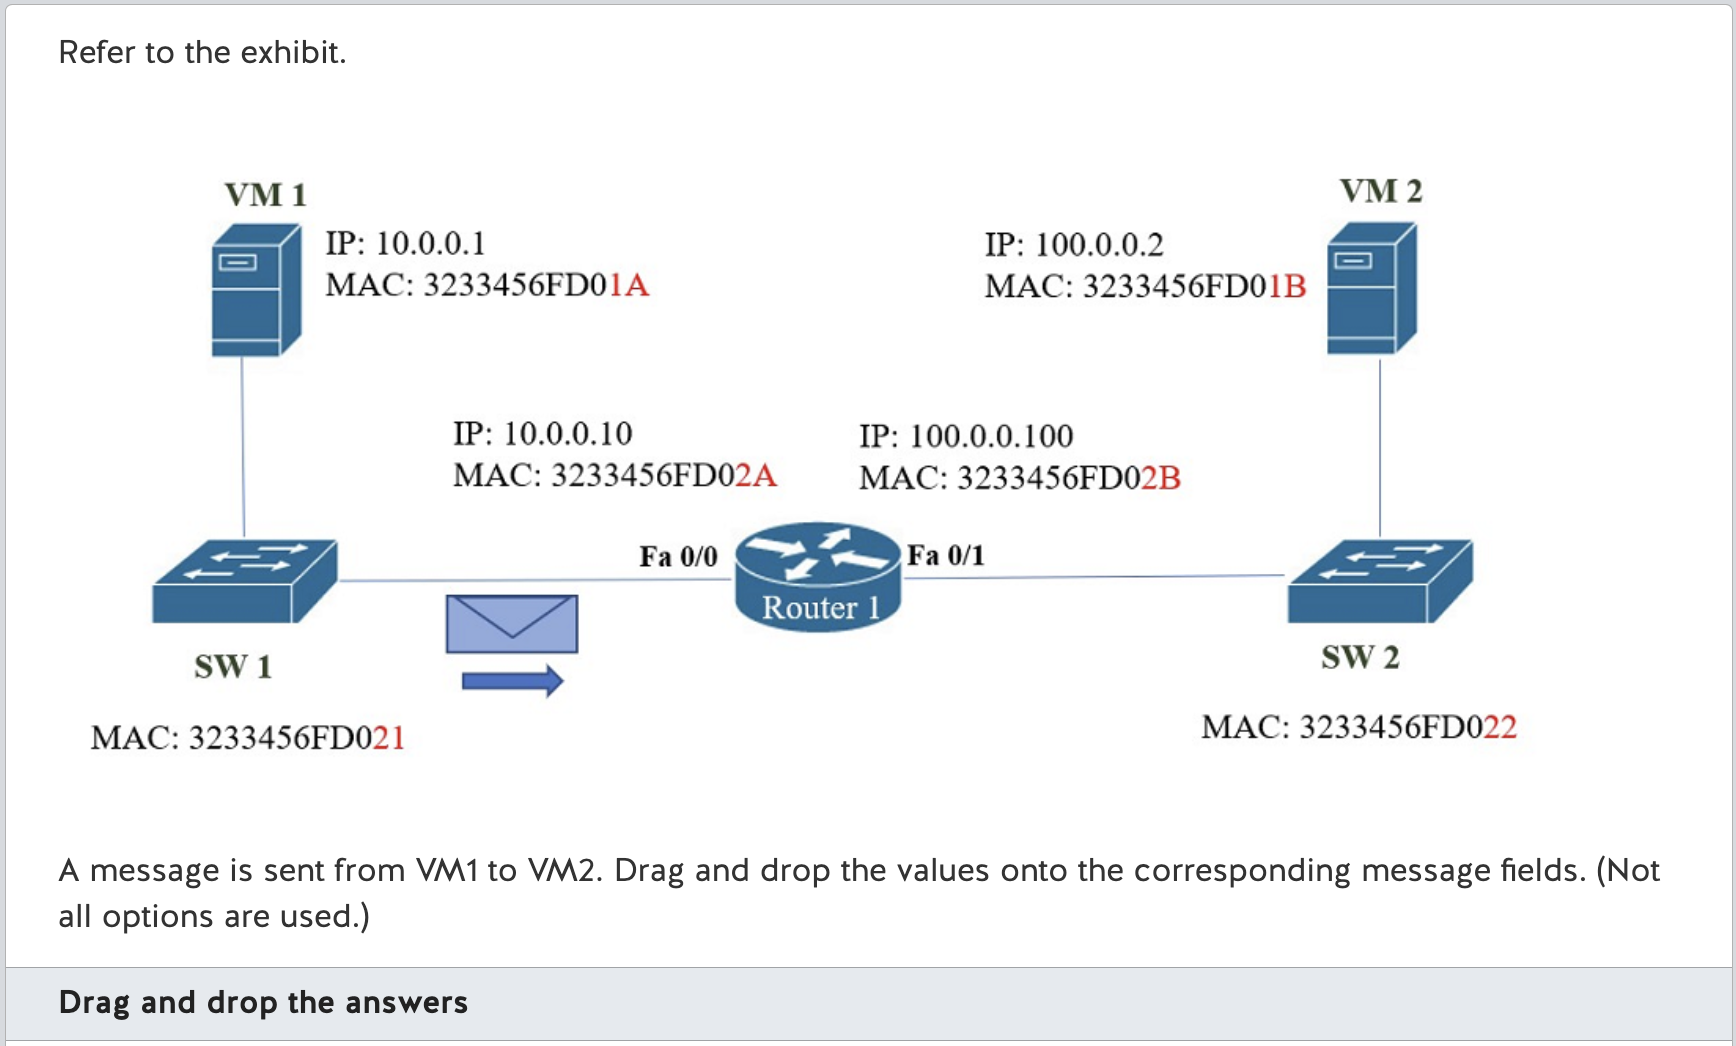 Refer to the exhibit.
VM 1
IP: 10.0.0.1
MAC: 3233456FD01A
VM 2
IP: 100.0.0.2
MAC: 3233456FD01B
IP: 10.0.0.10
MAC: 3233456FD02A
IP: 100.0.0.100
MAC: 3233456FD02B
Fa 0/0
Fa 0/1
Router 1
SW 1
MAC: 3233456FD021
SW 2
MAC: 3233456FD022
A message is sent from VM1 to VM2. Drag and drop the values onto the corresponding message fields. (Not
all options are used.)
Drag and drop the answers